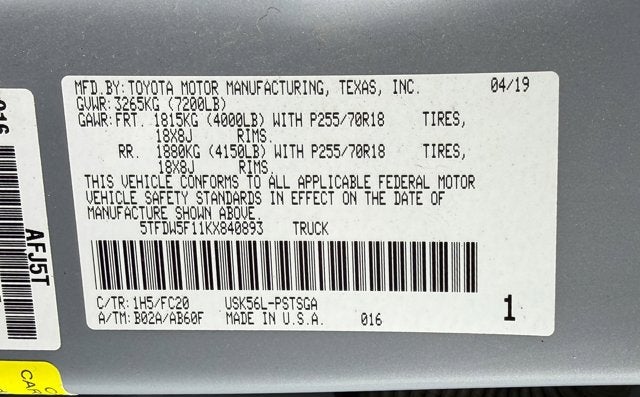 MFD.BY:TOYOTA MOTOR MANUFACTURING, TEXAS, INC. 04/19
GVWR:3265KG (7200LB)
GAWR:FRT. 1815KG (4000LB) WITH P255/70R18 TIRES,
18X8J RIMS.
RR. 1880KG (4150LB) WITH P255/70R18 TIRES,
18X8J RIMS.
THIS VEHICLE CONFORMS TO ALL APPLICABLE FEDERAL MOTOR
VEHICLE SAFETY STANDARDS IN EFFECT ON THE DATE OF
MANUFACTURE SHOWN ABOVE.
5TFDW5F11KX840893 TRUCK
C/TR:1H5/FC20 USK56L-PSTSGA
A/TM:B02A/AB60F MADE IN U.S.A. 016
1
016
AFJ5T
CAR